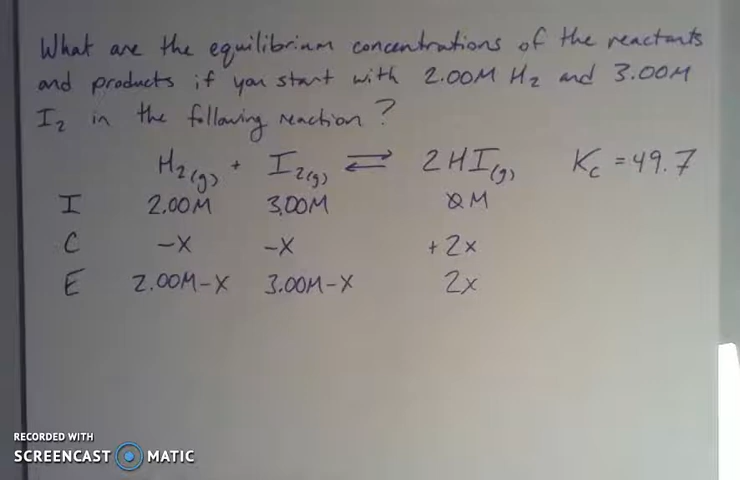 What are the equilibrium concentrations of the reactants
and products if you start with 2.00M H₂ and 3.00M
I₂ in the following reaction?
H₂(g) + I₂(g) ⇌ 2HI(g) Kc = 49.7
I 2.00M 3.00M 0 M
C -X -X +2x
E 2.00M-X 3.00M-X 2x
RECORDED WITH
SCREENCAST MATIC